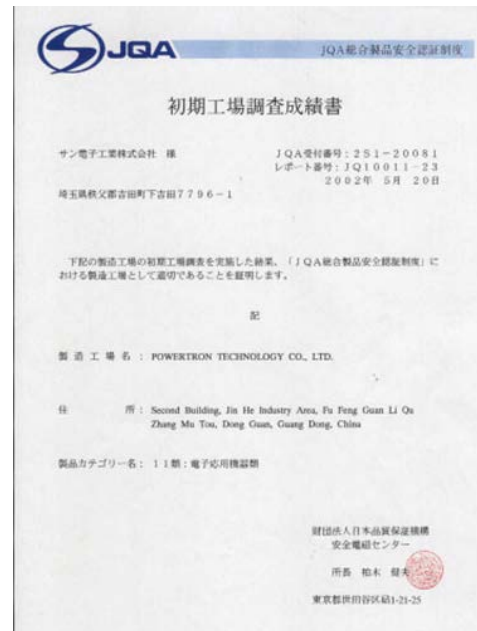 JQA
JQA総合製品安全認証制度
初期工場調査成績書
サン電子工業株式会社 様
JQA受付番号：251-20081
レポート番号：JQ10011-23
2002年 5月 20日
埼玉県秩父郡吉田町下吉田7796-1
下記の製造工場の初期工場調査を実施した結果、「JQA総合製品安全認証制度」に
おける製造工場として適切であることを証明します。
記
製造工場名：POWERTRON TECHNOLOGY CO., LTD.
住 所：Second Building, Jin He Industry Area, Fu Feng Guan Li Qu
Zhang Mu Tou, Dong Guan, Guang Dong, China
製品カテゴリー名：11類：電子応用機器類
財団法人日本品質保証機構
安全電磁センター
所長 柏木 健夫
東京都世田谷区砧1-21-25